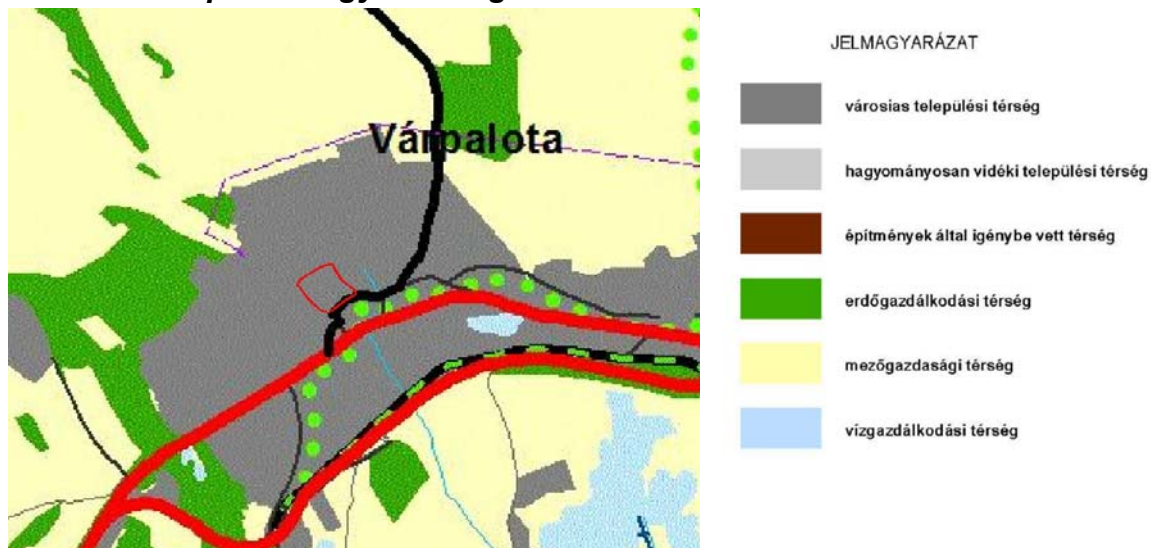 Várpalota
JELMAGYARÁZAT
városias települési térség
hagyományosan vidéki települési térség
építmények által igénybe vett térség
erdőgazdálkodási térség
mezőgazdasági térség
vízgazdálkodási térség